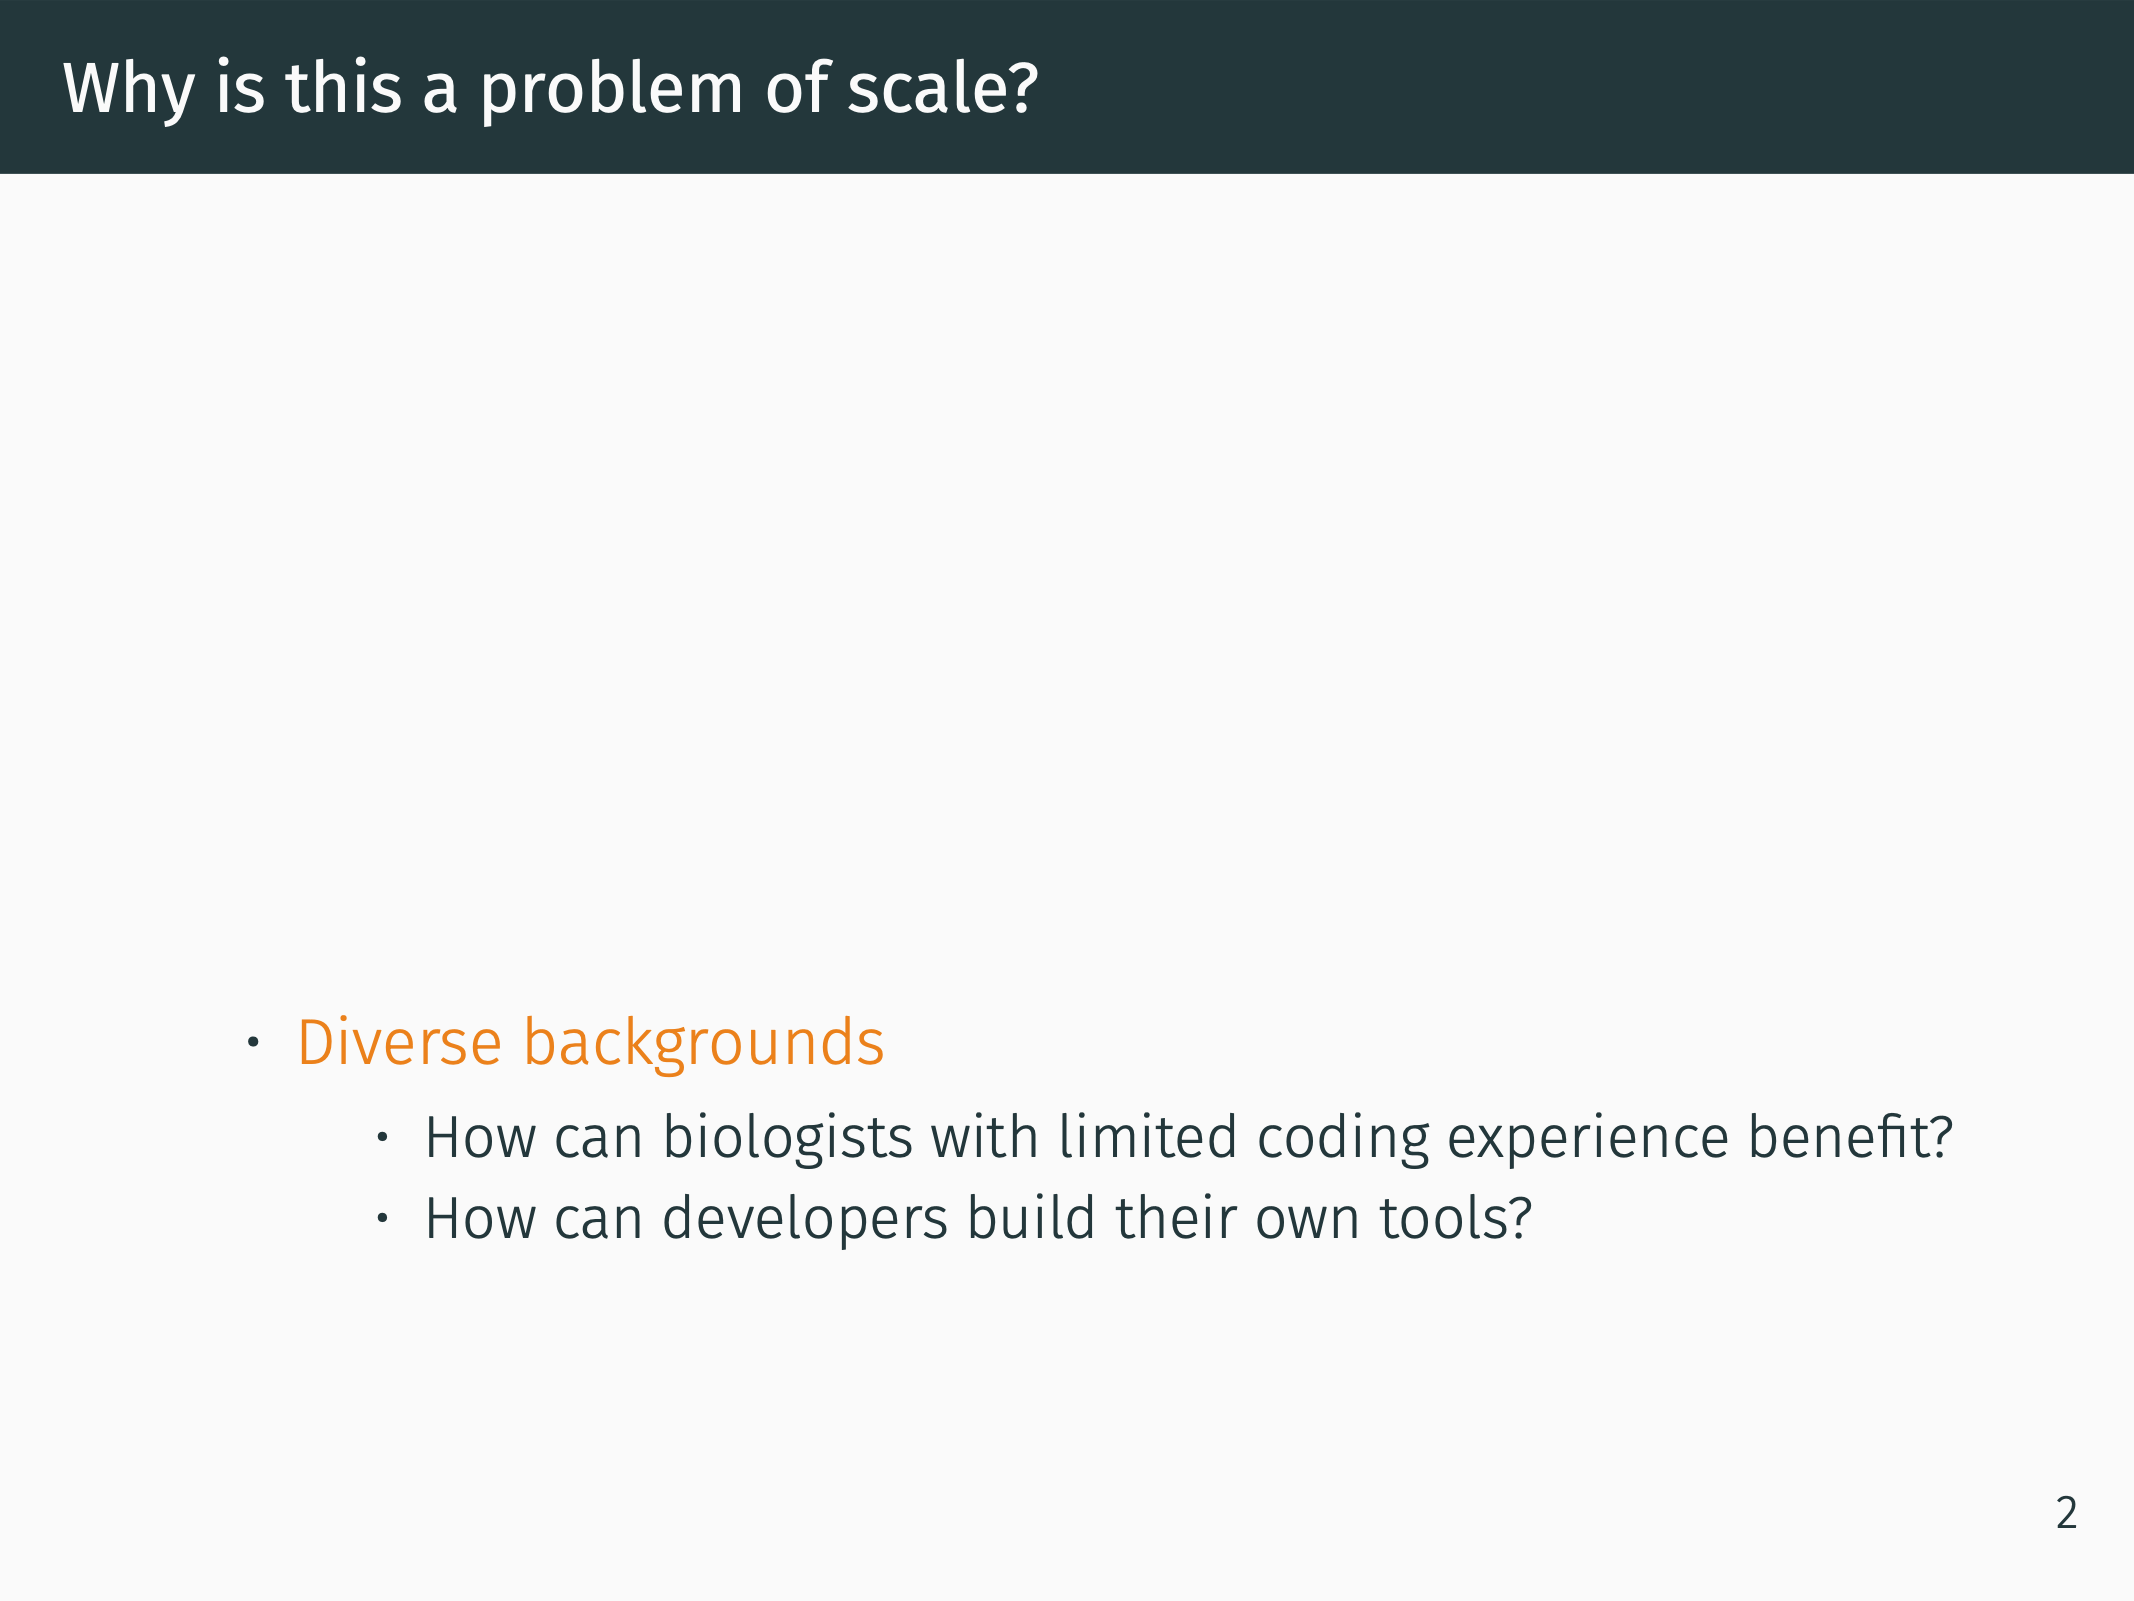 Why is this a problem of scale?
• Diverse backgrounds
• How can biologists with limited coding experience benefit?
• How can developers build their own tools?
2